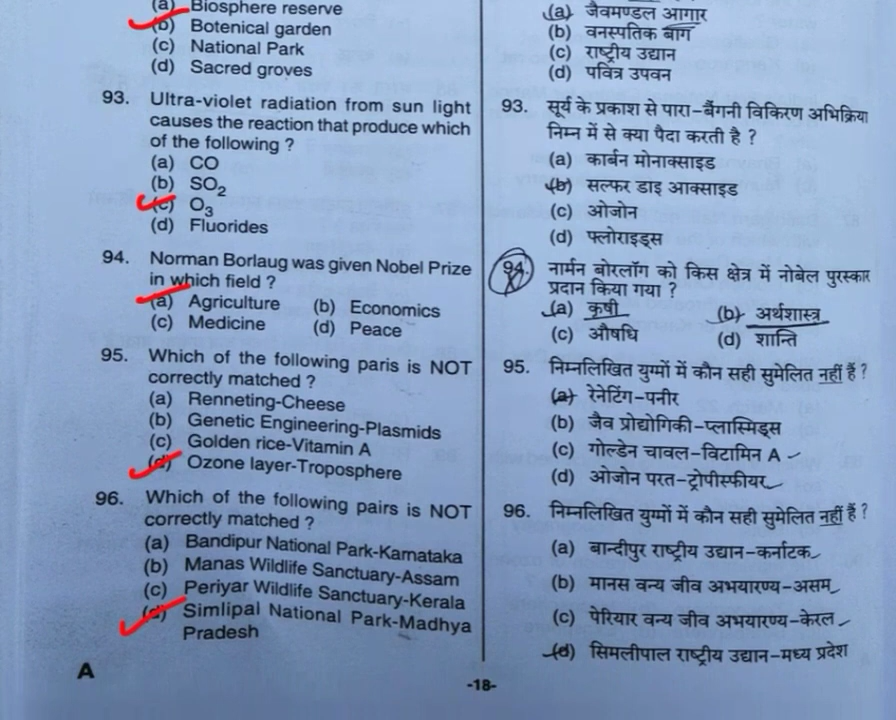 (a) Biosphere reserve
(b) Botenical garden
(c) National Park
(d) Sacred groves
93. Ultra-violet radiation from sun light
causes the reaction that produce which
of the following ?
(a) CO
(b) SO₂
(c) O₃
(d) Fluorides
94. Norman Borlaug was given Nobel Prize
in which field ?
(a) Agriculture (b) Economics
(c) Medicine (d) Peace
95. Which of the following paris is NOT
correctly matched ?
(a) Renneting-Cheese
(b) Genetic Engineering-Plasmids
(c) Golden rice-Vitamin A
(d) Ozone layer-Troposphere
96. Which of the following pairs is NOT
correctly matched ?
(a) Bandipur National Park-Karnataka
(b) Manas Wildlife Sanctuary-Assam
(c) Periyar Wildlife Sanctuary-Kerala
(d) Simlipal National Park-Madhya
Pradesh
(a) जैवमण्डल आगार
(b) वनस्पतिक बाग
(c) राष्ट्रीय उद्यान
(d) पवित्र उपवन
93. सूर्य के प्रकाश से पारा-बैंगनी विकिरण अभिक्रिया
निम्न में से क्या पैदा करती है ?
(a) कार्बन मोनाक्साइड
(b) सल्फर डाइ आक्साइड
(c) ओजोन
(d) फ्लोराइड्स
94. नार्मन बोरलॉग को किस क्षेत्र में नोबेल पुरस्कार
प्रदान किया गया ?
(a) कृषी (b) अर्थशास्त्र
(c) औषधि (d) शान्ति
95. निम्नलिखित युग्मों में कौन सही सुमेलित नहीं हैं ?
(a) रेनेटिंग-पनीर
(b) जैव प्रोद्योगिकी-प्लास्मिड्स
(c) गोल्डेन चावल-विटामिन A
(d) ओजोन परत-ट्रोपीस्फीयर
96. निम्नलिखित युग्मों में कौन सही सुमेलित नहीं हैं ?
(a) बान्दीपुर राष्ट्रीय उद्यान-कर्नाटक
(b) मानस वन्य जीव अभयारण्य-असम
(c) पेरियार वन्य जीव अभयारण्य-केरल
(d) सिमलीपाल राष्ट्रीय उद्यान-मध्य प्रदेश
A
-18-